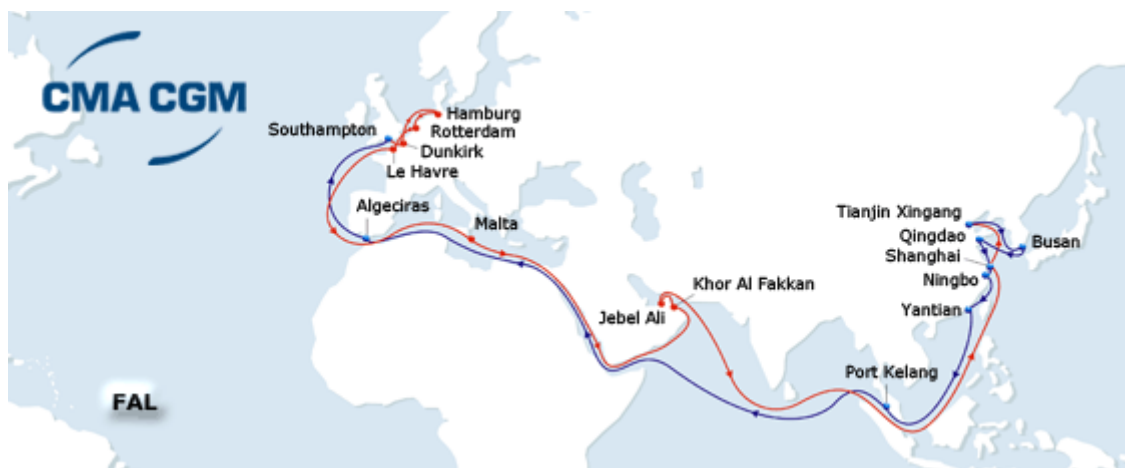 CMA CGM
Hamburg
Southampton
Rotterdam
Dunkirk
Le Havre
Algeciras
Malta
Tianjin Xingang
Qingdao
Busan
Shanghai
Khor Al Fakkan
Ningbo
Jebel Ali
Yantian
Port Kelang
FAL